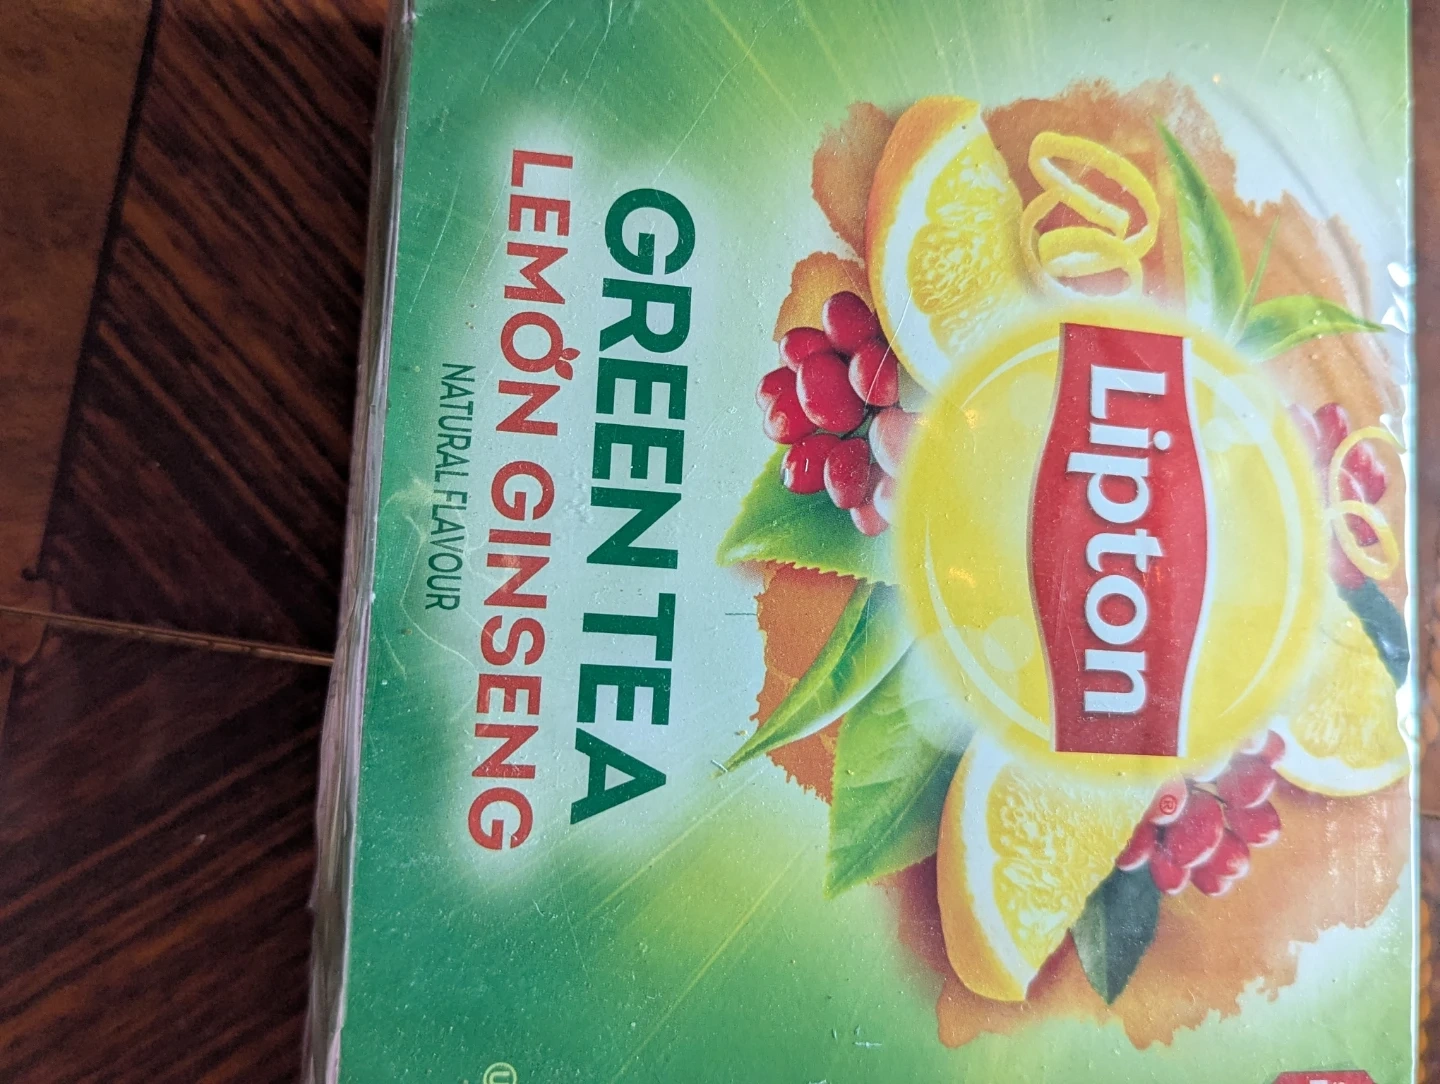 Lipton
®
GREEN TEA
LEMON GINSENG
NATURAL FLAVOUR
U